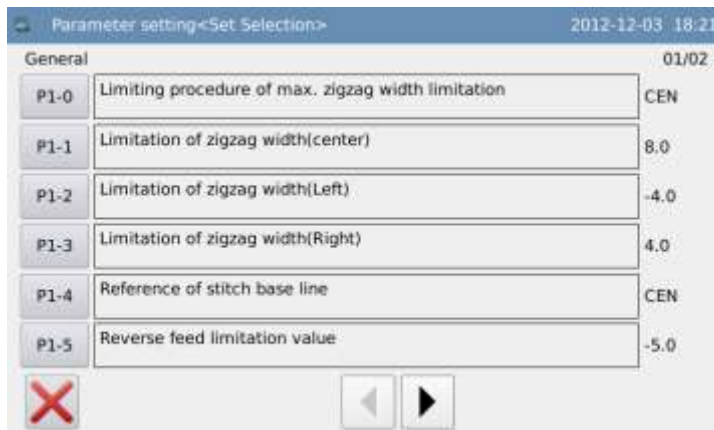 Parameter setting<Set Selection> 2012-12-03 18:21
General 01/02
P1-0 Limiting procedure of max. zigzag width limitation CEN
P1-1 Limitation of zigzag width(center) 8.0
P1-2 Limitation of zigzag width(Left) -4.0
P1-3 Limitation of zigzag width(Right) 4.0
P1-4 Reference of stitch base line CEN
P1-5 Reverse feed limitation value -5.0